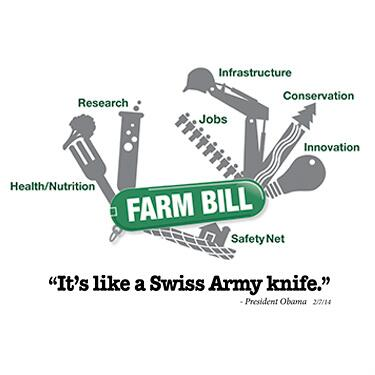 Infrastructure
Conservation
Research
Jobs
Innovation
Health/Nutrition
FARM BILL
Safety Net
“It’s like a Swiss Army knife.”
- President Obama 2/7/14